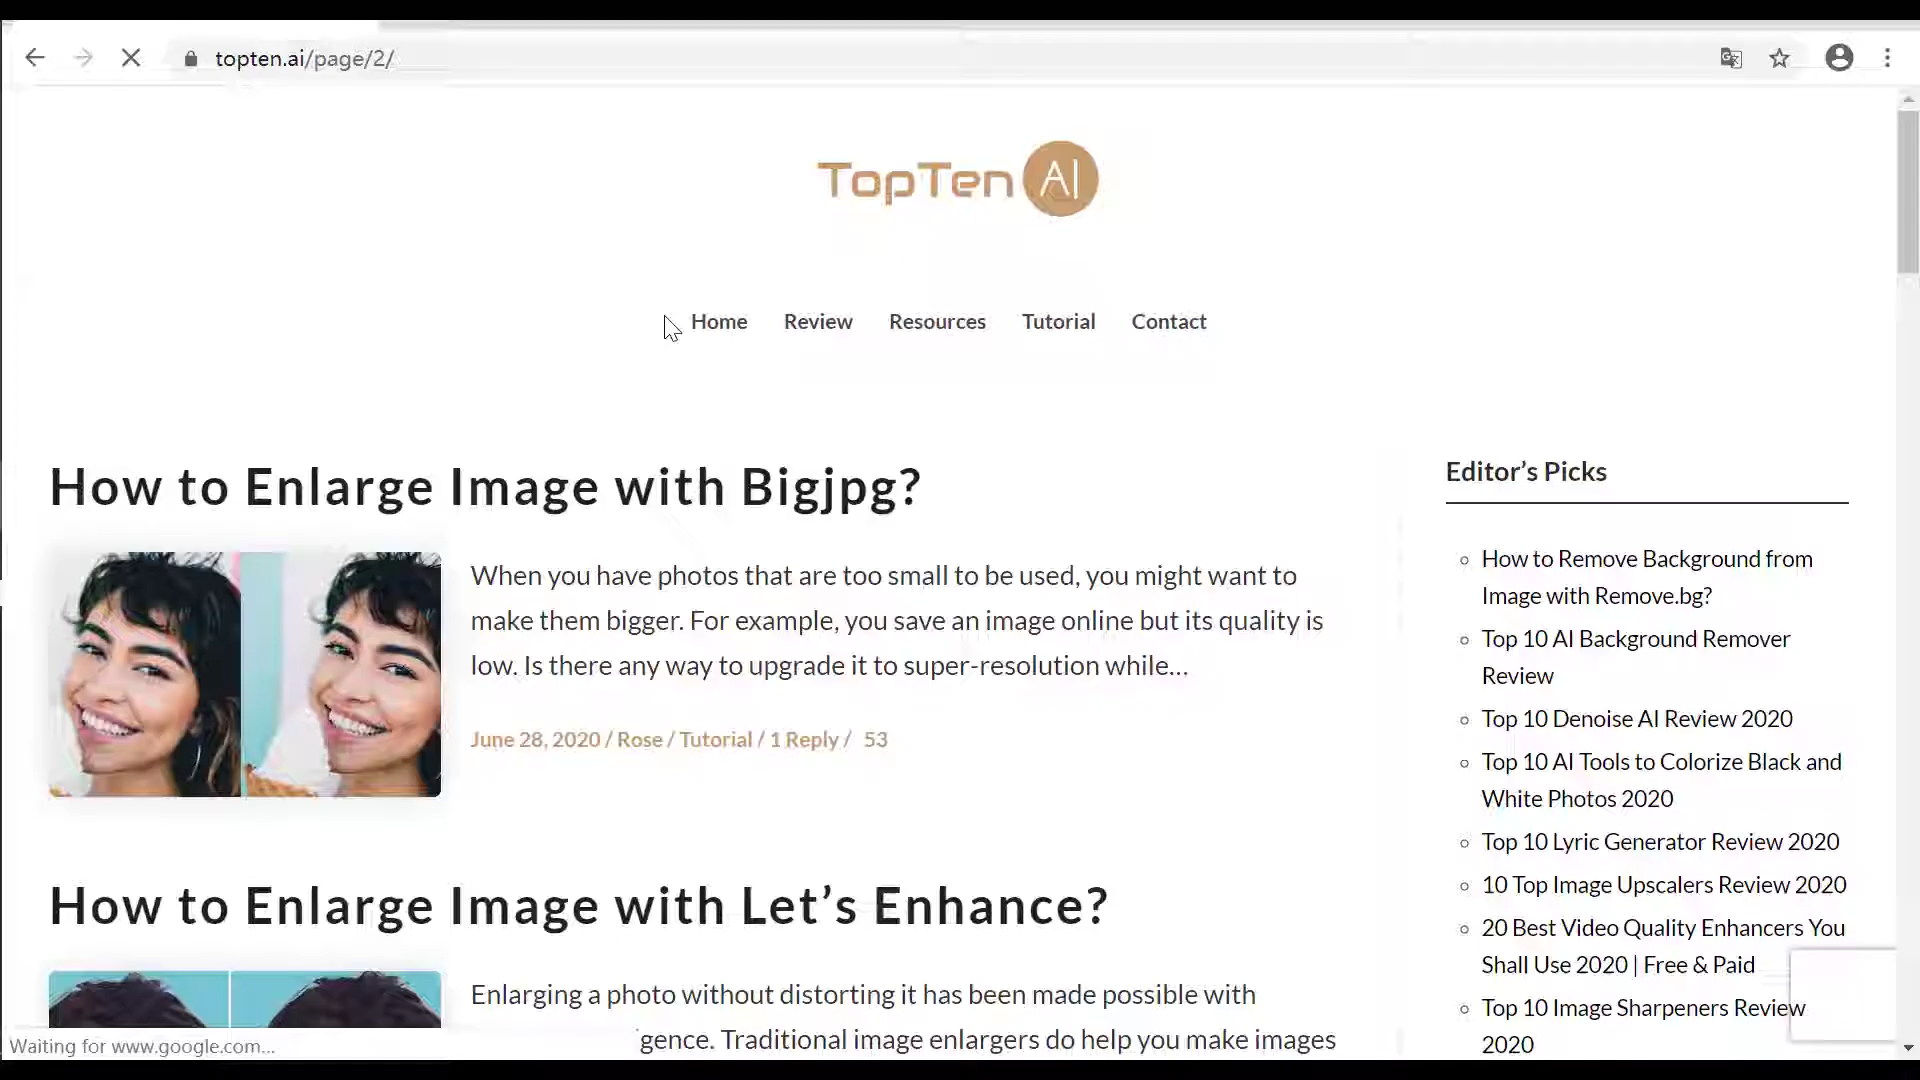 topten.ai/page/2/
TopTen AI
Home Review Resources Tutorial Contact
How to Enlarge Image with Bigjpg?
When you have photos that are too small to be used, you might want to
make them bigger. For example, you save an image online but its quality is
low. Is there any way to upgrade it to super-resolution while...
June 28, 2020 / Rose / Tutorial / 1 Reply / 53
How to Enlarge Image with Let’s Enhance?
Enlarging a photo without distorting it has been made possible with
gence. Traditional image enlargers do help you make images
Editor’s Picks
How to Remove Background from
Image with Remove.bg?
Top 10 AI Background Remover
Review
Top 10 Denoise AI Review 2020
Top 10 AI Tools to Colorize Black and
White Photos 2020
Top 10 Lyric Generator Review 2020
10 Top Image Upscalers Review 2020
20 Best Video Quality Enhancers You
Shall Use 2020 | Free & Paid
Top 10 Image Sharpeners Review
2020
Waiting for www.google.com...